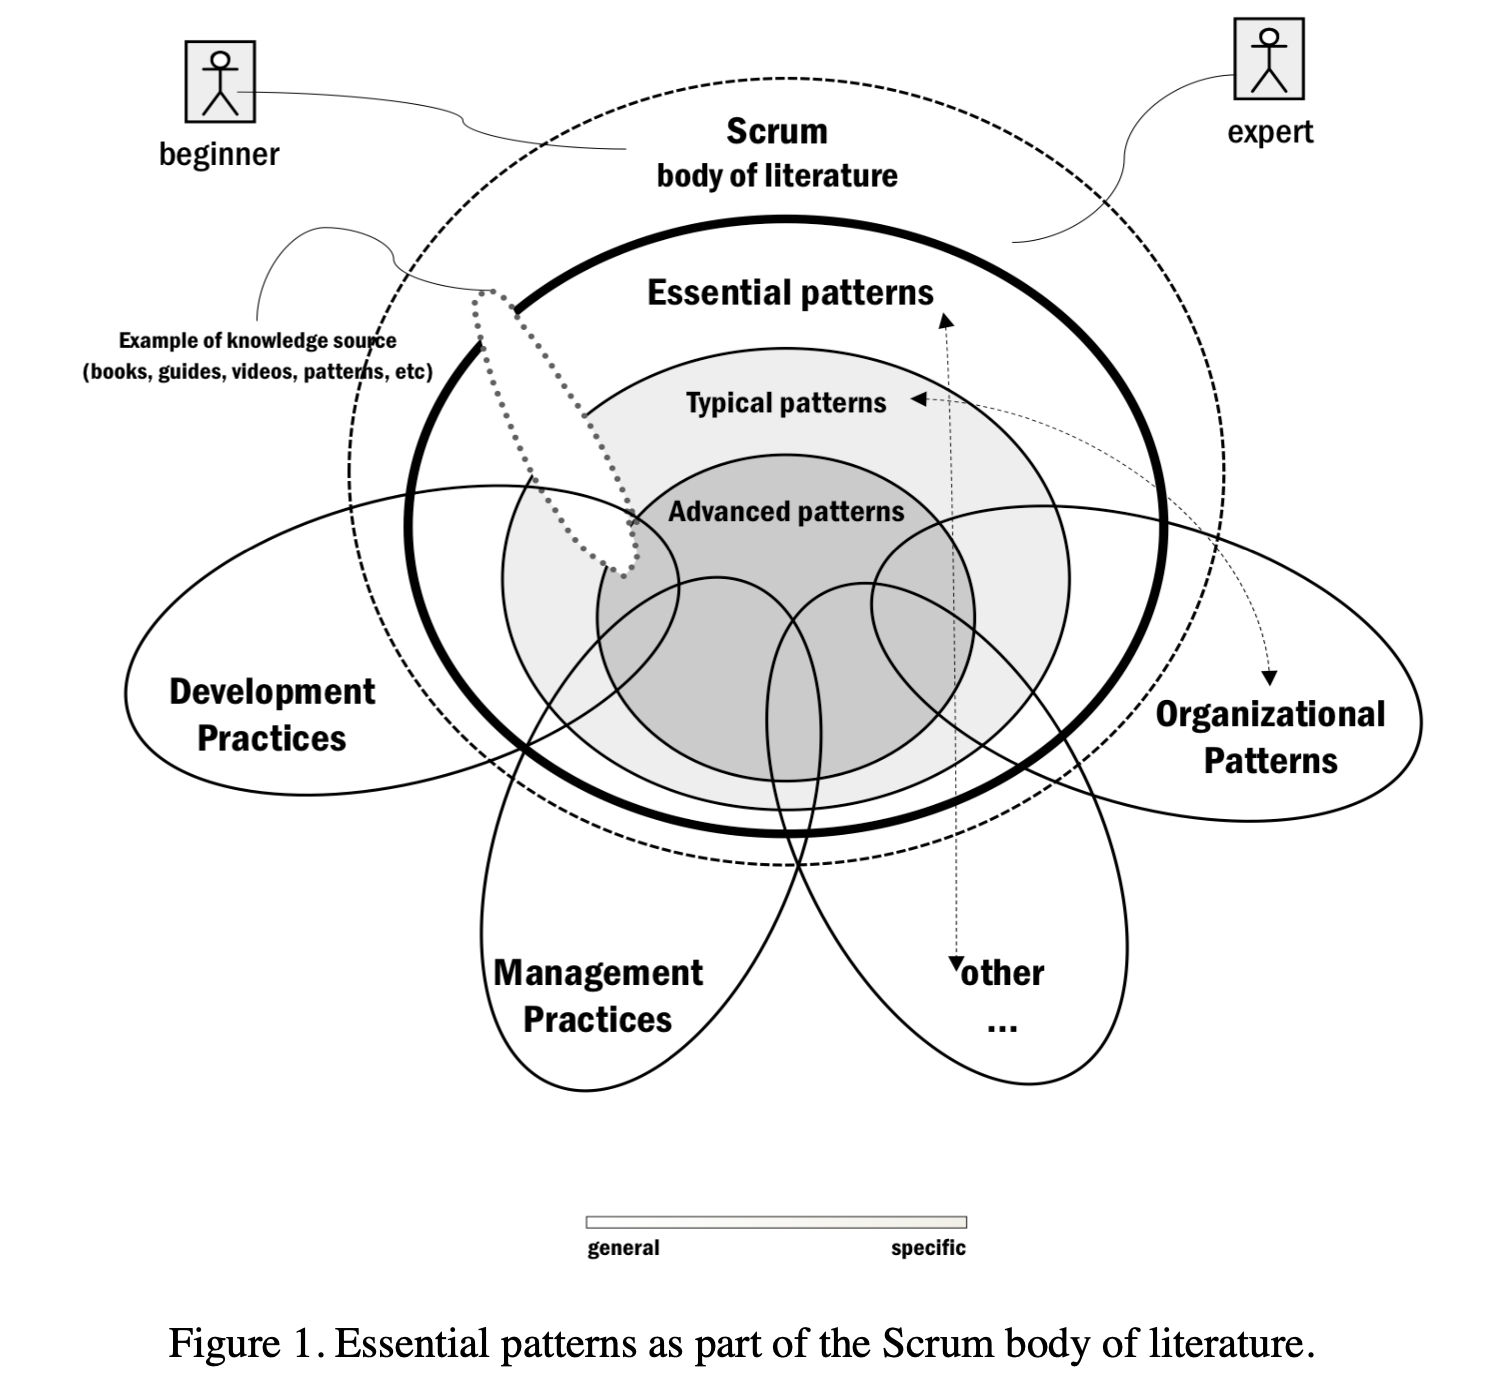 beginner
expert
Scrum
body of literature
Essential patterns
Example of knowledge source
(books, guides, videos, patterns, etc)
Typical patterns
Advanced patterns
Development
Practices
Organizational
Patterns
Management
Practices
other
...
general
specific
Figure 1. Essential patterns as part of the Scrum body of literature.